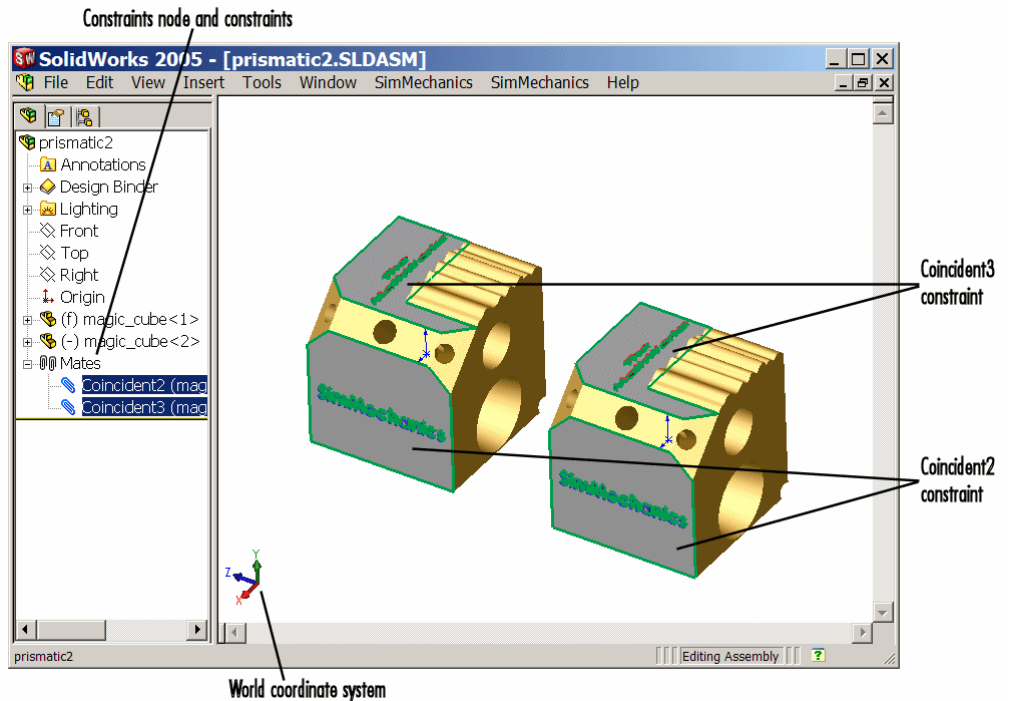 Constraints node and constraints
SolidWorks 2005 - [prismatic2.SLDASM]
File Edit View Insert Tools Window SimMechanics SimMechanics Help
prismatic2
A Annotations
Design Binder
Lighting
Front
Top
Right
Origin
(f) magic_cube<1>
(-) magic_cube<2>
Mates
Coincident2 (mag
Coincident3 (mag
SimMechanics
SimMechanics
Coincident3
constraint
Coincident2
constraint
Y
Z
X
prismatic2
Editing Assembly
?
World coordinate system